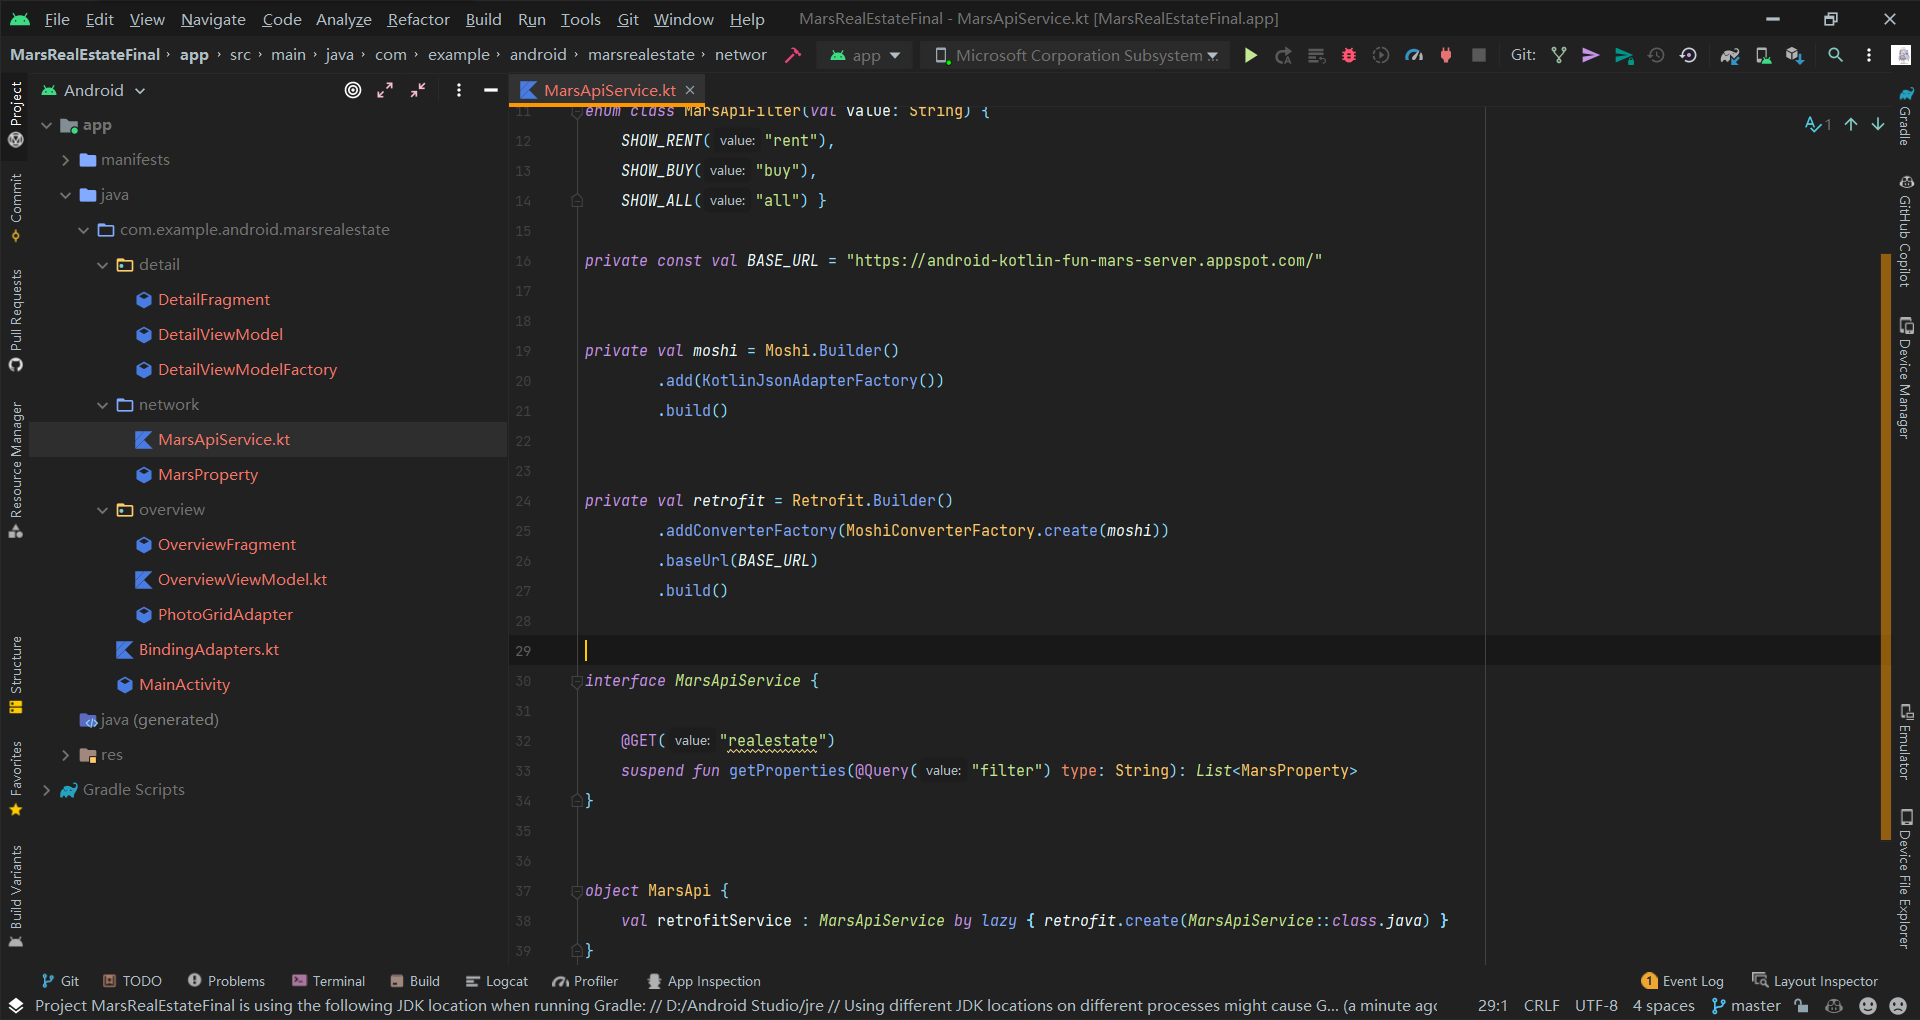 File Edit View Navigate Code Analyze Refactor Build Run Tools Git Window Help MarsRealEstateFinal - MarsApiService.kt [MarsRealEstateFinal.app]
MarsRealEstateFinal › app › src › main › java › com › example › android › marsrealestate › networ app Microsoft Corporation Subsystem Git:
Project
Commit
Pull Requests
Resource Manager
Structure
Favorites
Build Variants
Android
app
manifests
java
com.example.android.marsrealestate
detail
DetailFragment
DetailViewModel
DetailViewModelFactory
network
MarsApiService.kt
MarsProperty
overview
OverviewFragment
OverviewViewModel.kt
PhotoGridAdapter
BindingAdapters.kt
MainActivity
java (generated)
res
Gradle Scripts
MarsApiService.kt
1
11 enum class MarsApiFilter(val value: String) {
12 SHOW_RENT( value: "rent"),
13 SHOW_BUY( value: "buy"),
14 SHOW_ALL( value: "all") }
15
16 private const val BASE_URL = "https://android-kotlin-fun-mars-server.appspot.com/"
17
18
19 private val moshi = Moshi.Builder()
20 .add(KotlinJsonAdapterFactory())
21 .build()
22
23
24 private val retrofit = Retrofit.Builder()
25 .addConverterFactory(MoshiConverterFactory.create(moshi))
26 .baseUrl(BASE_URL)
27 .build()
28
29
30 interface MarsApiService {
31
32 @GET( value: "realestate")
33 suspend fun getProperties(@Query( value: "filter") type: String): List<MarsProperty>
34 }
35
36
37 object MarsApi {
38 val retrofitService : MarsApiService by lazy { retrofit.create(MarsApiService::class.java) }
39 }
Gradle
GitHub Copilot
Device Manager
Emulator
Device File Explorer
Git TODO Problems Terminal Build Logcat Profiler App Inspection 1 Event Log Layout Inspector
Project MarsRealEstateFinal is using the following JDK location when running Gradle: // D:/Android Studio/jre // Using different JDK locations on different processes might cause G... (a minute agc 29:1 CRLF UTF-8 4 spaces master